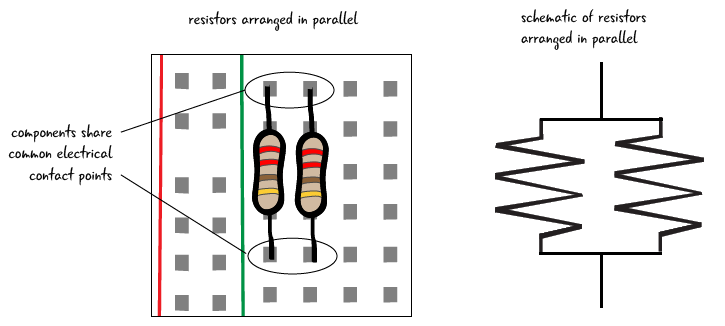 resistors arranged in parallel
schematic of resistors
arranged in parallel
components share
common electrical
contact points